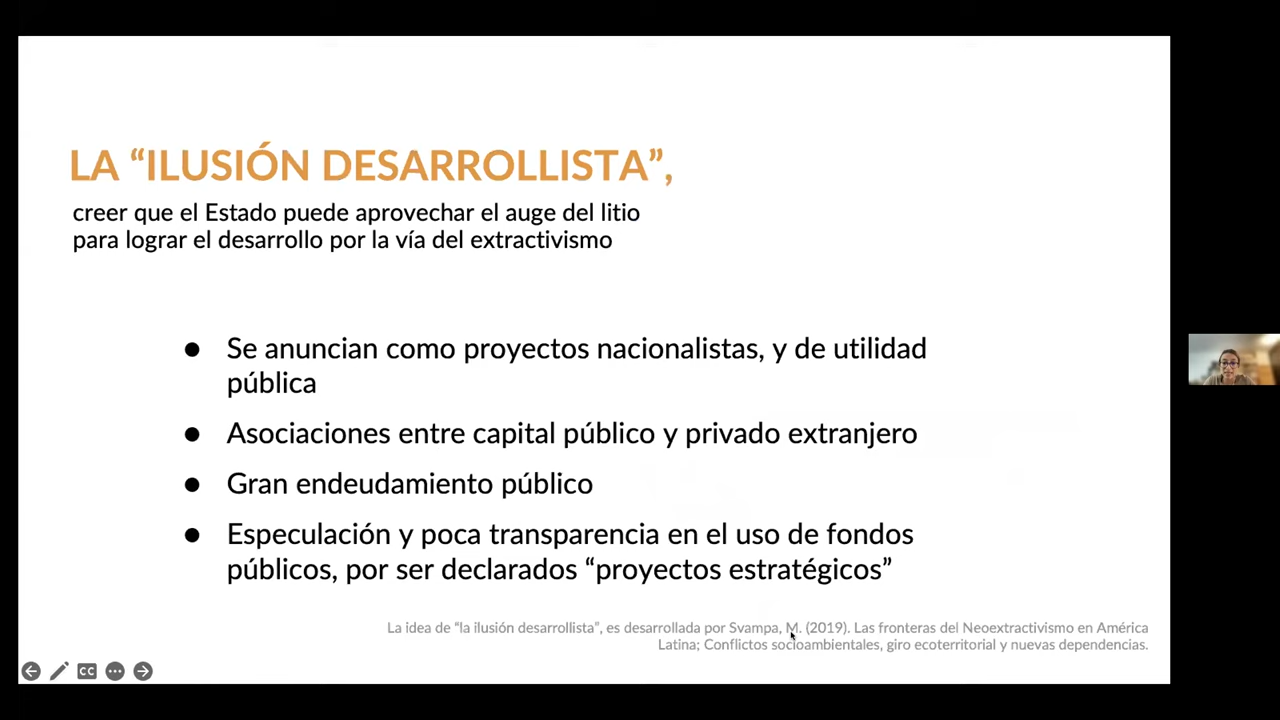 LA “ILUSIÓN DESARROLLISTA”,
creer que el Estado puede aprovechar el auge del litio
para lograr el desarrollo por la vía del extractivismo
● Se anuncian como proyectos nacionalistas, y de utilidad
pública
● Asociaciones entre capital público y privado extranjero
● Gran endeudamiento público
● Especulación y poca transparencia en el uso de fondos
públicos, por ser declarados “proyectos estratégicos”
La idea de “la ilusión desarrollista”, es desarrollada por Svampa, M. (2019). Las fronteras del Neoextractivismo en América
Latina; Conflictos socioambientales, giro ecoterritorial y nuevas dependencias.
CC